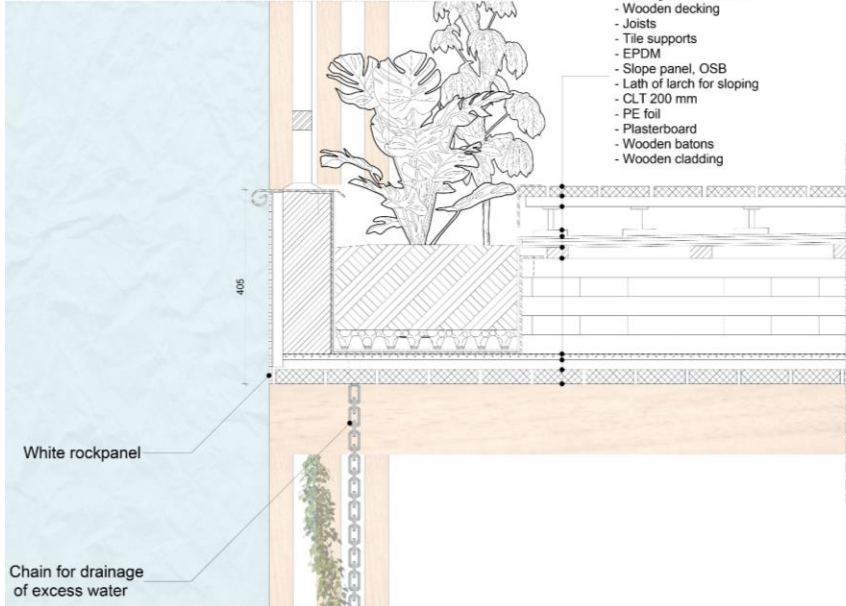 - Wooden decking
- Joists
- Tile supports
- EPDM
- Slope panel, OSB
- Lath of larch for sloping
- CLT 200 mm
- PE foil
- Plasterboard
- Wooden batons
- Wooden cladding
405
White rockpanel
Chain for drainage
of excess water